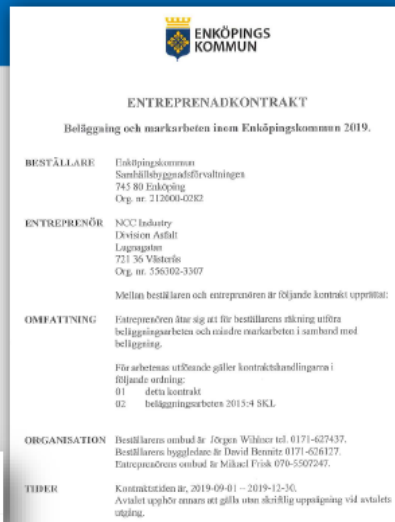 ENKÖPINGS
KOMMUN
ENTREPRENADKONTRAKT
Beläggning och markarbeten inom Enköpingskommun 2019.
BESTÄLLARE Enköpingskommun
Samhällsbyggnadsförvaltningen
745 80 Enköping
Org. nr. 212000-0282
ENTREPRENÖR NCC Industry
Division Asfalt
Lugnagatan
721 36 Västerås
Org. nr. 556302-3307
Mellan beställaren och entreprenören är följande kontrakt upprättat:
OMFATTNING Entreprenören åtar sig att för beställarens räkning utföra
beläggningsarbeten och mindre markarbeten i samband med
beläggning.
För arbetenas utförande gäller kontraktshandlingarna i
följande ordning:
01 detta kontrakt
02 beläggningsarbeten 2015:4 SKL
ORGANISATION Beställarens ombud är Jörgen Wihlner tel. 0171-627437.
Beställarens byggledare är David Bennitz 0171-626127.
Entreprenörens ombud är Mikael Frisk 070-5507247.
TIDER Kontraktstiden är, 2019-09-01 – 2019-12-30.
Avtalet upphör annars att gälla utan skriftlig uppsägning vid avtalets
utgång.